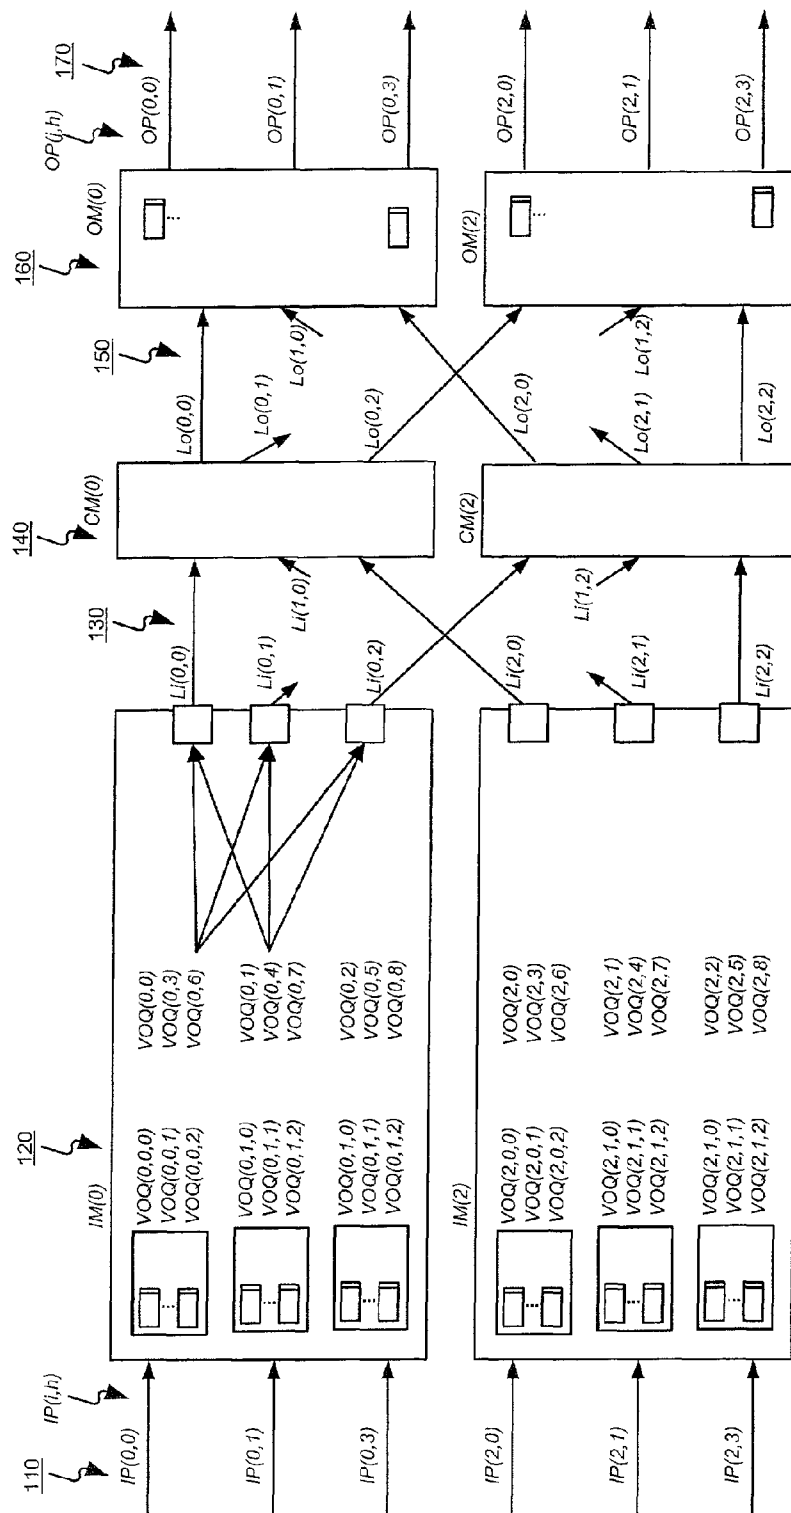 110
IP(i,h)
120
130
140
150
160
OP(j,h)
170
IM(0)
CM(0)
OM(0)
IP(0,0)
VOQ(0,0,0)
VOQ(0,0,1)
VOQ(0,0,2)
VOQ(0,0)
VOQ(0,3)
VOQ(0,6)
Li(0,0)
Lo(0,0)
OP(0,0)
IP(0,1)
VOQ(0,1,0)
VOQ(0,1,1)
VOQ(0,1,2)
VOQ(0,1)
VOQ(0,4)
VOQ(0,7)
Li(0,1)
Li(1,0)
Lo(0,1)
Lo(1,0)
OP(0,1)
IP(0,3)
VOQ(0,1,0)
VOQ(0,1,1)
VOQ(0,1,2)
VOQ(0,2)
VOQ(0,5)
VOQ(0,8)
Li(0,2)
Lo(0,2)
OP(0,3)
IM(2)
CM(2)
OM(2)
IP(2,0)
VOQ(2,0,0)
VOQ(2,0,1)
VOQ(2,0,2)
VOQ(2,0)
VOQ(2,3)
VOQ(2,6)
Li(2,0)
Lo(2,0)
OP(2,0)
IP(2,1)
VOQ(2,1,0)
VOQ(2,1,1)
VOQ(2,1,2)
VOQ(2,1)
VOQ(2,4)
VOQ(2,7)
Li(2,1)
Li(1,2)
Lo(2,1)
Lo(1,2)
OP(2,1)
IP(2,3)
VOQ(2,1,0)
VOQ(2,1,1)
VOQ(2,1,2)
VOQ(2,2)
VOQ(2,5)
VOQ(2,8)
Li(2,2)
Lo(2,2)
OP(2,3)